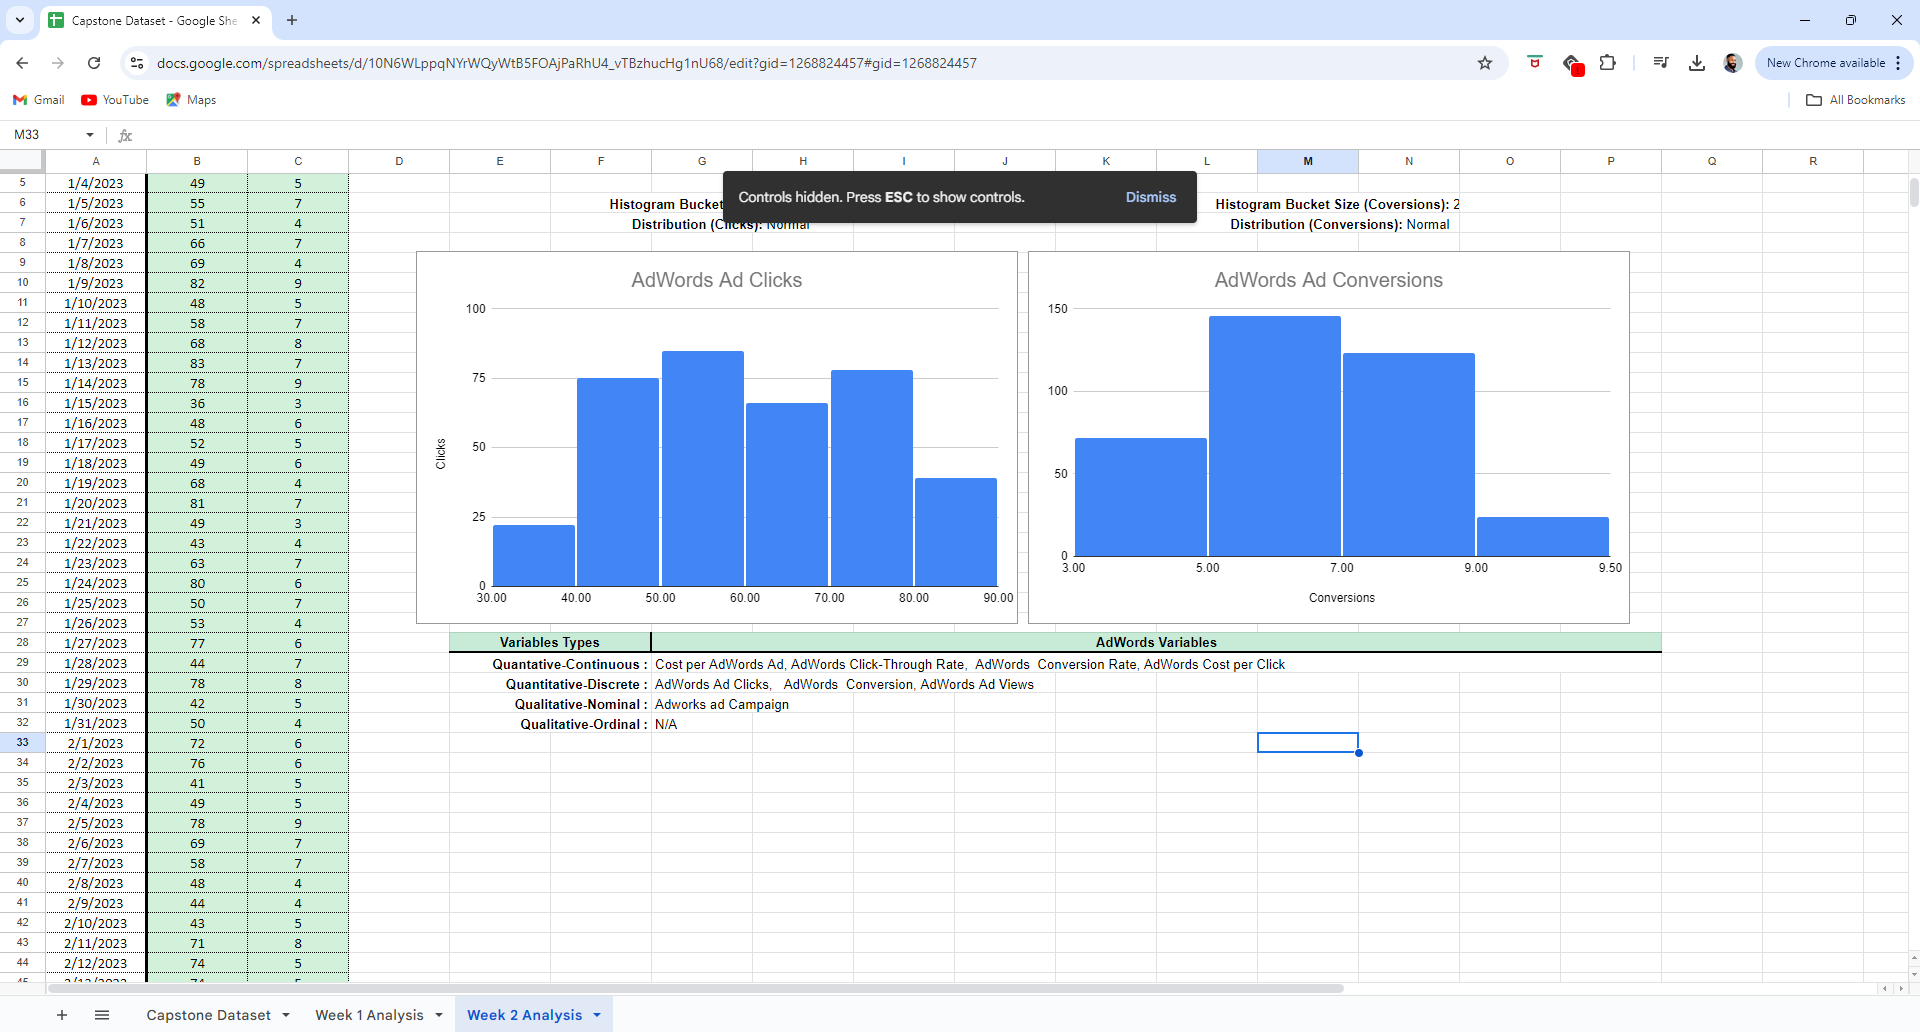 Capstone Dataset - Google She
docs.google.com/spreadsheets/d/10N6WLppqNYrWQyWtB5FOAjPaRhU4_vTBzhucHg1nU68/edit?gid=1268824457#gid=1268824457
New Chrome available
Gmail YouTube Maps All Bookmarks
M33 fx
A B C D E F G H I J K L M N O P Q R
5 1/4/2023 49 5
Controls hidden. Press ESC to show controls. Dismiss
6 1/5/2023 55 7 Histogram Bucket Histogram Bucket Size (Coversions): 2
7 1/6/2023 51 4 Distribution (Clicks): Normal Distribution (Conversions): Normal
8 1/7/2023 66 7
9 1/8/2023 69 4
10 1/9/2023 82 9
11 1/10/2023 48 5
12 1/11/2023 58 7
13 1/12/2023 68 8
14 1/13/2023 83 7
15 1/14/2023 78 9
16 1/15/2023 36 3
17 1/16/2023 48 6
18 1/17/2023 52 5
19 1/18/2023 49 6
20 1/19/2023 68 4
21 1/20/2023 81 7
22 1/21/2023 49 3
23 1/22/2023 43 4
24 1/23/2023 63 7
25 1/24/2023 80 6
26 1/25/2023 50 7
27 1/26/2023 53 4
AdWords Ad Clicks
100
75
50
25
0
Clicks
30.00 40.00 50.00 60.00 70.00 80.00 90.00
AdWords Ad Conversions
150
100
50
0
3.00 5.00 7.00 9.00 9.50
Conversions
28 1/27/2023 77 6 Variables Types AdWords Variables
29 1/28/2023 44 7 Quantative-Continuous : Cost per AdWords Ad, AdWords Click-Through Rate, AdWords Conversion Rate, AdWords Cost per Click
30 1/29/2023 78 8 Quantitative-Discrete : AdWords Ad Clicks, AdWords Conversion, AdWords Ad Views
31 1/30/2023 42 5 Qualitative-Nominal : Adworks ad Campaign
32 1/31/2023 50 4 Qualitative-Ordinal : N/A
33 2/1/2023 72 6
34 2/2/2023 76 6
35 2/3/2023 41 5
36 2/4/2023 49 5
37 2/5/2023 78 9
38 2/6/2023 69 7
39 2/7/2023 58 7
40 2/8/2023 48 4
41 2/9/2023 44 4
42 2/10/2023 43 5
43 2/11/2023 71 8
44 2/12/2023 74 5
Capstone Dataset Week 1 Analysis Week 2 Analysis